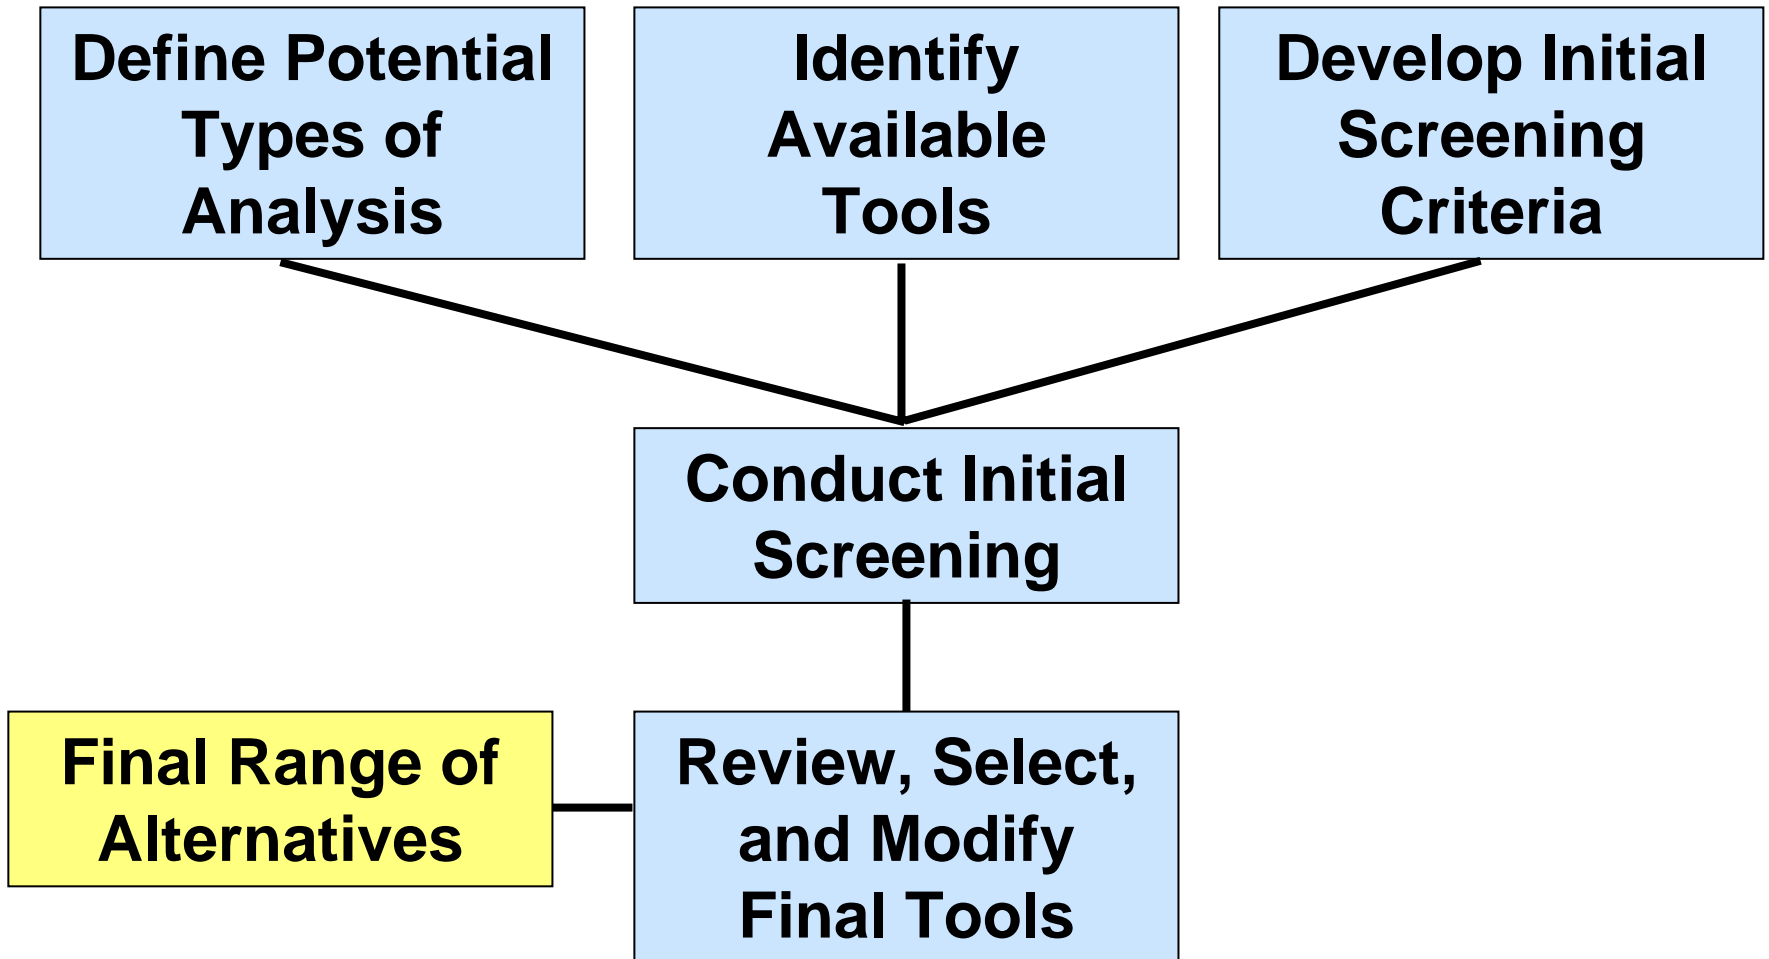 Define Potential
Types of
Analysis
Identify
Available
Tools
Develop Initial
Screening
Criteria
Conduct Initial
Screening
Final Range of
Alternatives
Review, Select,
and Modify
Final Tools